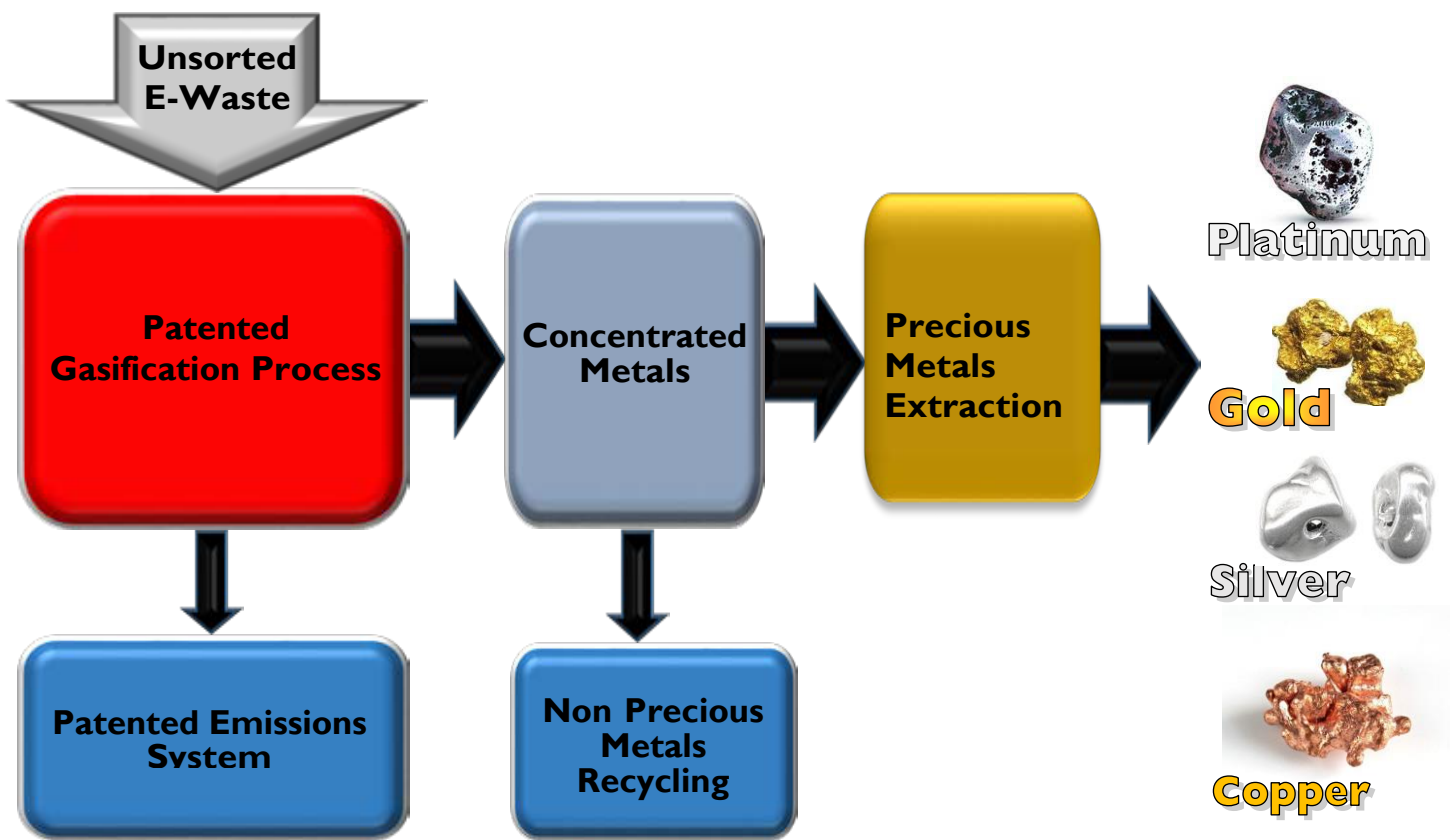 Unsorted
E-Waste
Patented
Gasification Process
Concentrated
Metals
Precious
Metals
Extraction
Platinum
Gold
Silver
Copper
Patented Emissions
System
Non Precious
Metals
Recycling